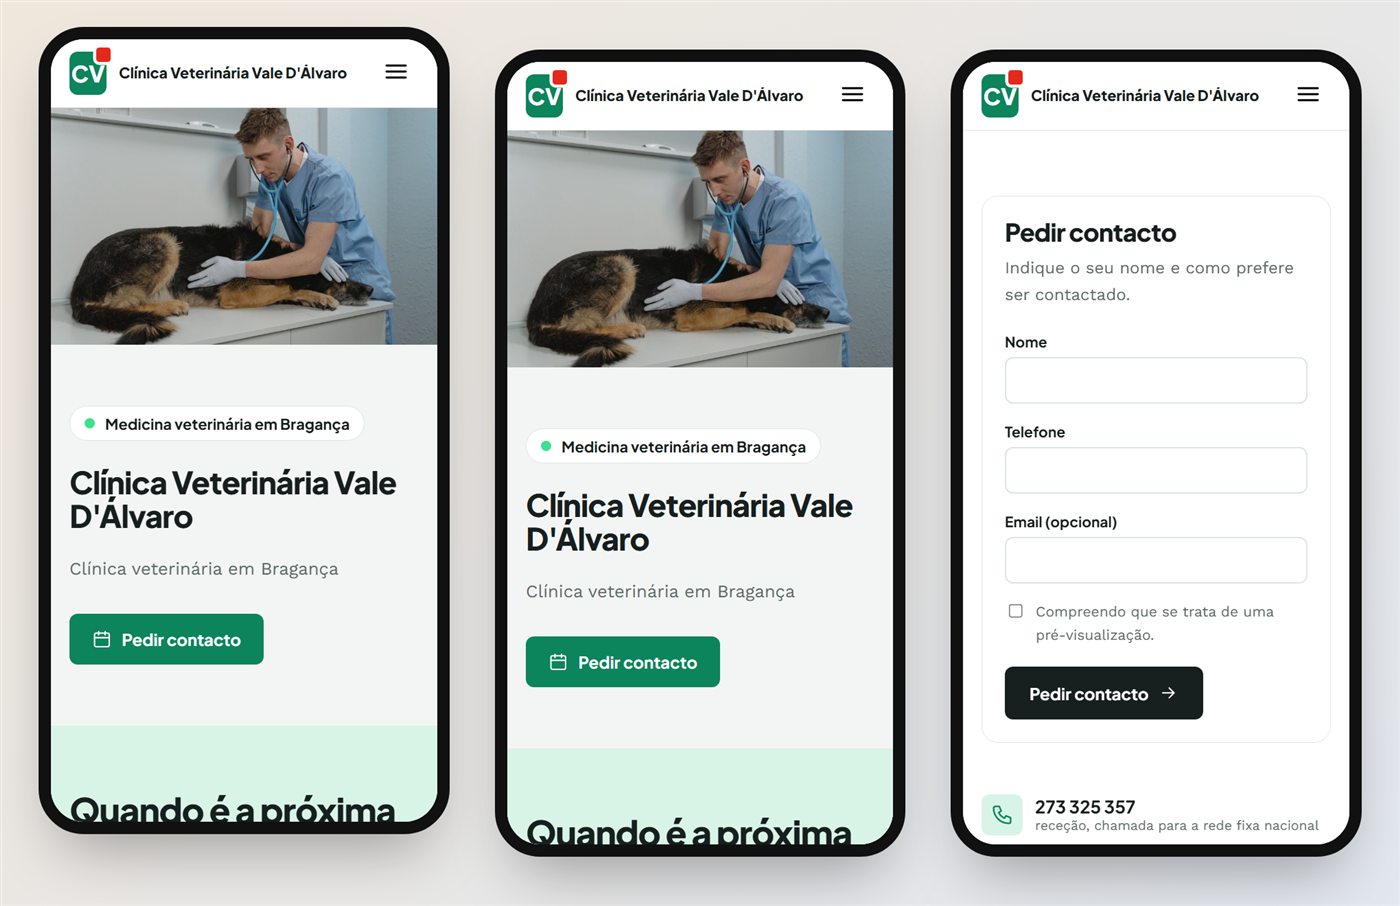 CV Clínica Veterinária Vale D'Álvaro
Medicina veterinária em Bragança
Clínica Veterinária Vale
D'Álvaro
Clínica veterinária em Bragança
Pedir contacto
Quando é a próxima
CV Clínica Veterinária Vale D'Álvaro
Medicina veterinária em Bragança
Clínica Veterinária Vale
D'Álvaro
Clínica veterinária em Bragança
Pedir contacto
Quando é a próxima
CV Clínica Veterinária Vale D'Álvaro
Pedir contacto
Indique o seu nome e como prefere
ser contactado.
Nome
Telefone
Email (opcional)
Compreendo que se trata de uma
pré-visualização.
Pedir contacto
273 325 357
receção, chamada para a rede fixa nacional